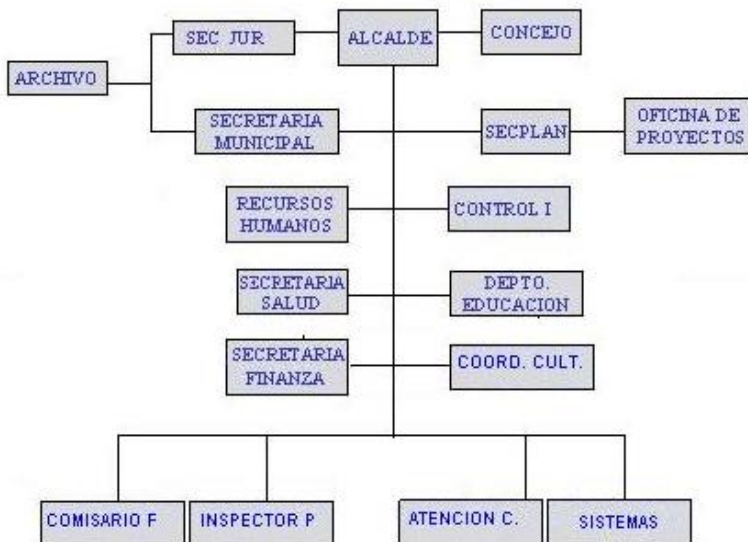 SEC JUR
ALCALDE
CONCEJO
ARCHIVO
SECRETARIA
MUNICIPAL
SECPLAN
OFICINA DE
PROYECTOS
RECURSOS
HUMANOS
CONTROL I
SECRETARIA
SALUD
DEPTO.
EDUCACION
SECRETARIA
FINANZA
COORD. CULT.
COMISARIO F
INSPECTOR P
ATENCION C.
SISTEMAS